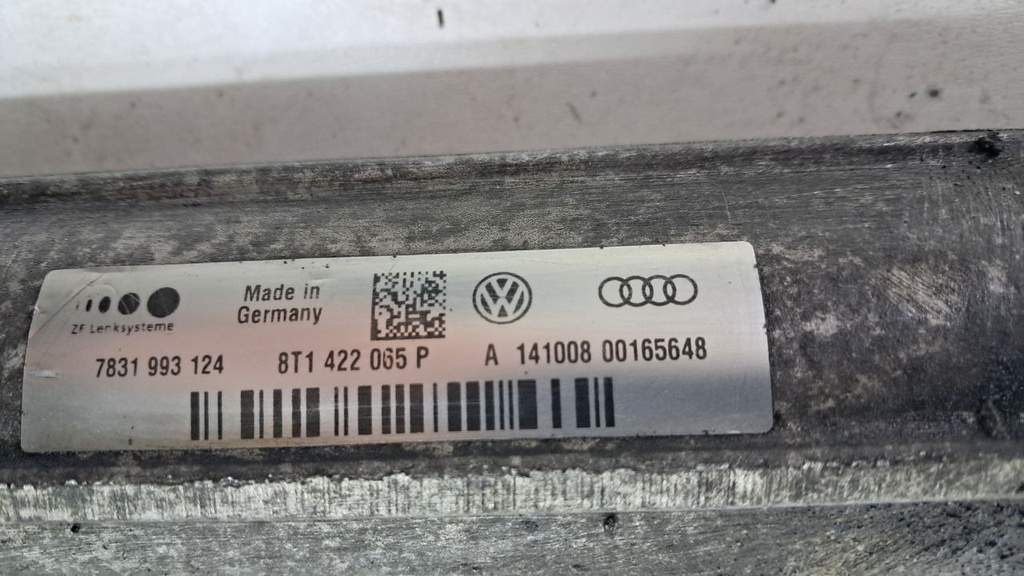 ZF Lenksysteme
Made in
Germany
7831 993 124 8T1 422 065 P A 141008 00165648